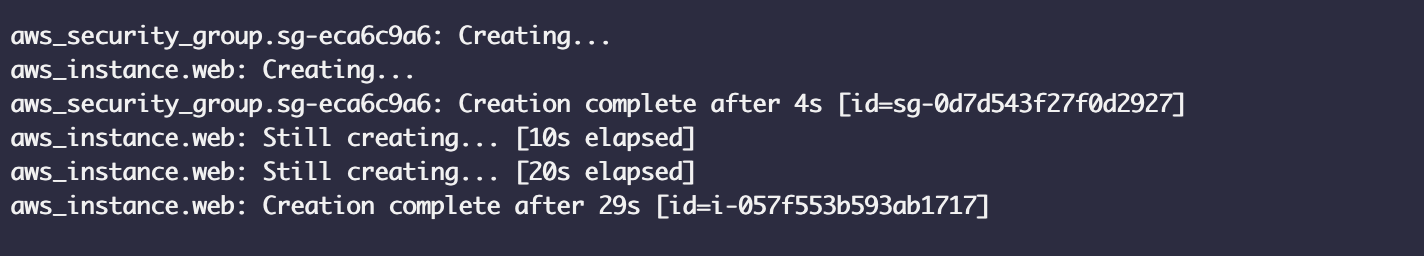 aws_security_group.sg-eca6c9a6: Creating...
aws_instance.web: Creating...
aws_security_group.sg-eca6c9a6: Creation complete after 4s [id=sg-0d7d543f27f0d2927]
aws_instance.web: Still creating... [10s elapsed]
aws_instance.web: Still creating... [20s elapsed]
aws_instance.web: Creation complete after 29s [id=i-057f553b593ab1717]